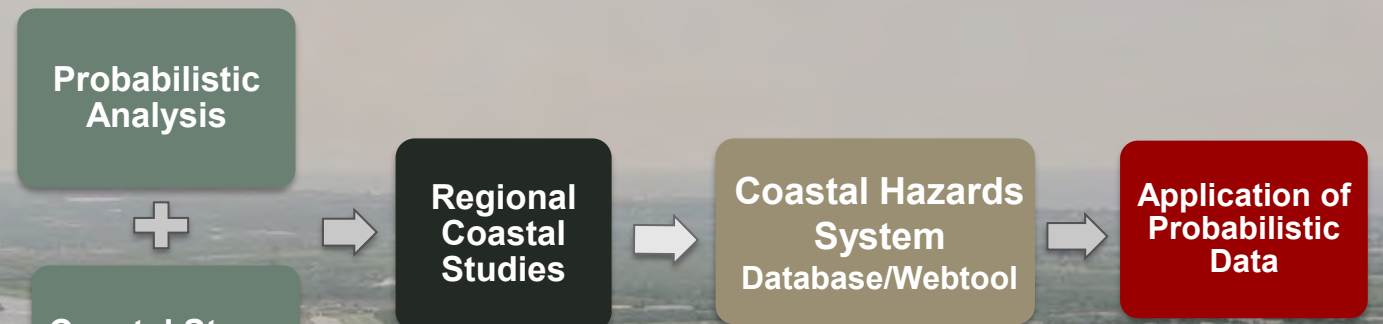 Probabilistic
Analysis
Regional
Coastal
Studies
Coastal Hazards
System
Database/Webtool
Application of
Probabilistic
Data